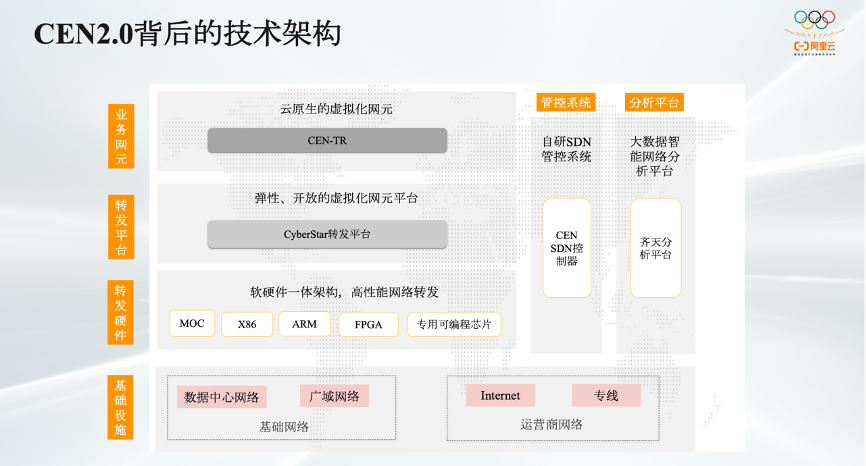 CEN2.0背后的技术架构
阿里云
业务网元
云原生的虚拟化网元
CEN-TR
转发平台
弹性、开放的虚拟化网元平台
CyberStar转发平台
转发硬件
软硬件一体架构，高性能网络转发
MOC
X86
ARM
FPGA
专用可编程芯片
管控系统
自研SDN
管控系统
CEN
SDN控
制器
分析平台
大数据智
能网络分
析平台
齐天分
析平台
基础设施
数据中心网络
广域网络
基础网络
Internet
专线
运营商网络